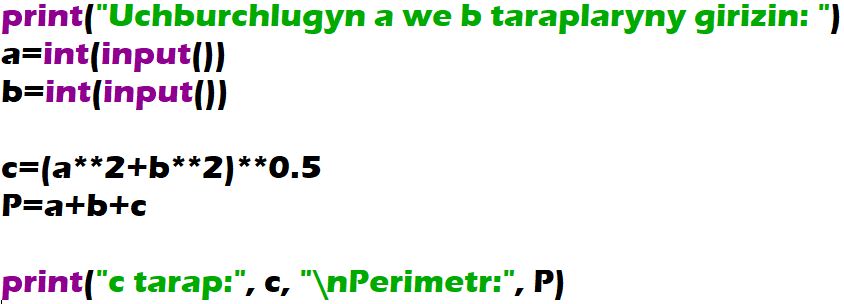 print("Uchburchlugyn a we b taraplaryny girizin: ")
a=int(input())
b=int(input())
c=(a**2+b**2)**0.5
P=a+b+c
print("c tarap:", c, "\nPerimetr:", P)